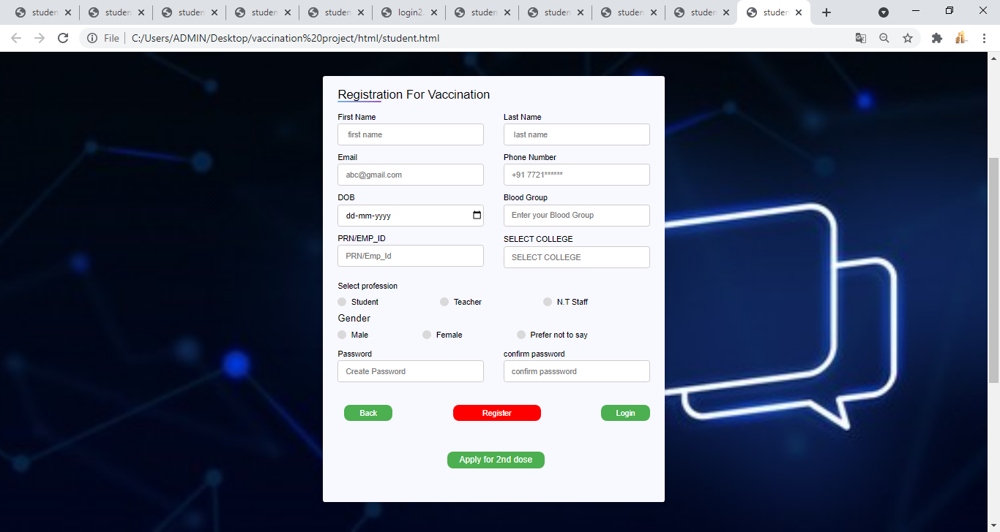 studen studen studen studen studen login2. studen studen studen studen studen
File C:/Users/ADMIN/Desktop/vaccination%20project/html/student.html
Registration For Vaccination
First Name Last Name
first name last name
Email Phone Number
abc@gmail.com +91 7721******
DOB Blood Group
dd-mm-yyyy Enter your Blood Group
PRN/EMP_ID SELECT COLLEGE
PRN/Emp_Id SELECT COLLEGE
Select profession
Student Teacher N.T Staff
Gender
Male Female Prefer not to say
Password confirm password
Create Password confirm passsword
Back Register Login
Apply for 2nd dose